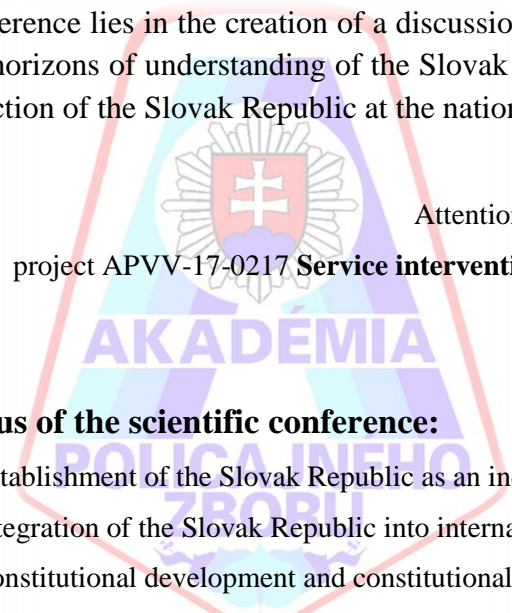 erence lies in the creation of a discussio
horizons of understanding of the Slovak
ction of the Slovak Republic at the nation
Attention
project APVV-17-0217 Service interventi
AKADÉMIA
us of the scientific conference:
POLICAJNÉHO
tablishment of the Slovak Republic as an in
ZBORU
tegration of the Slovak Republic into interna
onstitutional development and constitutional